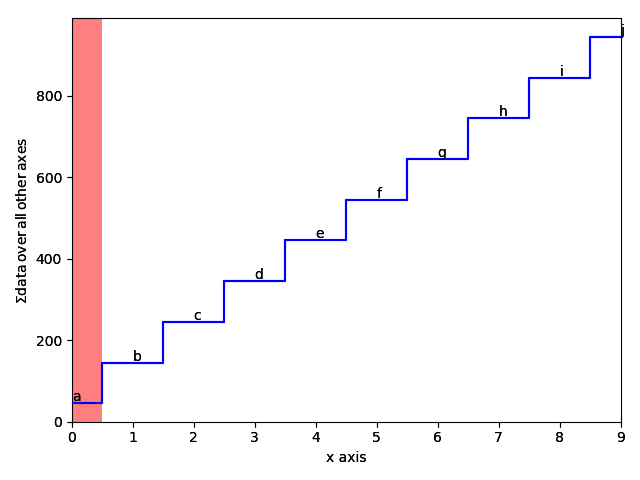 j
i
800
h
g
600
f
e
400
d
c
200
b
a
0
Σdata over all other axes
0 1 2 3 4 5 6 7 8 9
x axis